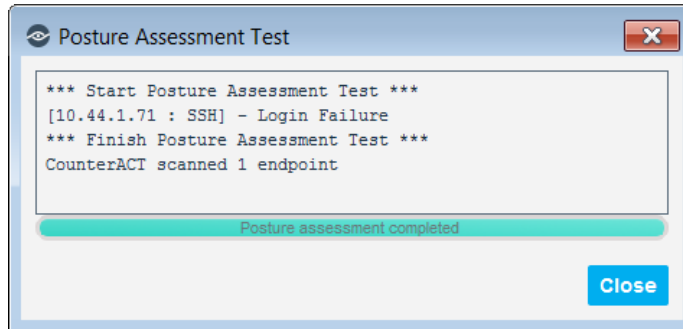 Posture Assessment Test
*** Start Posture Assessment Test ***
[10.44.1.71 : SSH] - Login Failure
*** Finish Posture Assessment Test ***
CounterACT scanned 1 endpoint
Posture assessment completed
Close